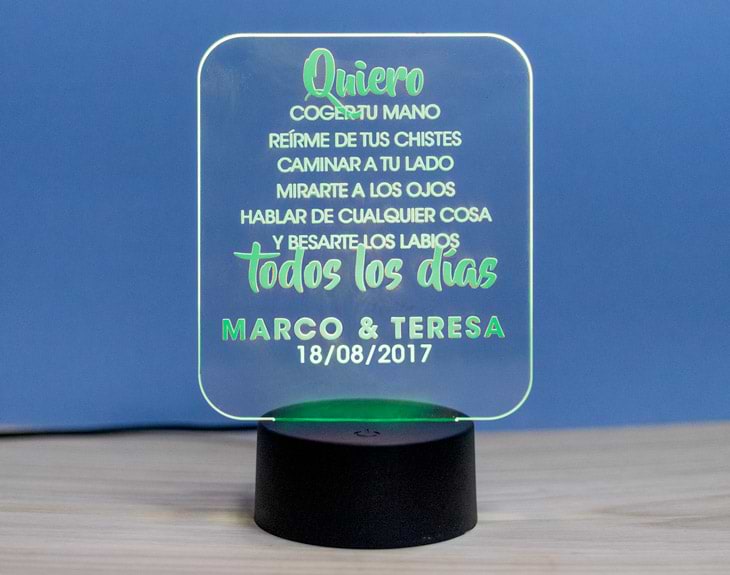 Quiero
COGER TU MANO
REÍRME DE TUS CHISTES
CAMINAR A TU LADO
MIRARTE A LOS OJOS
HABLAR DE CUALQUIER COSA
Y BESARTE LOS LABIOS
todos los días
MARCO & TERESA
18/08/2017